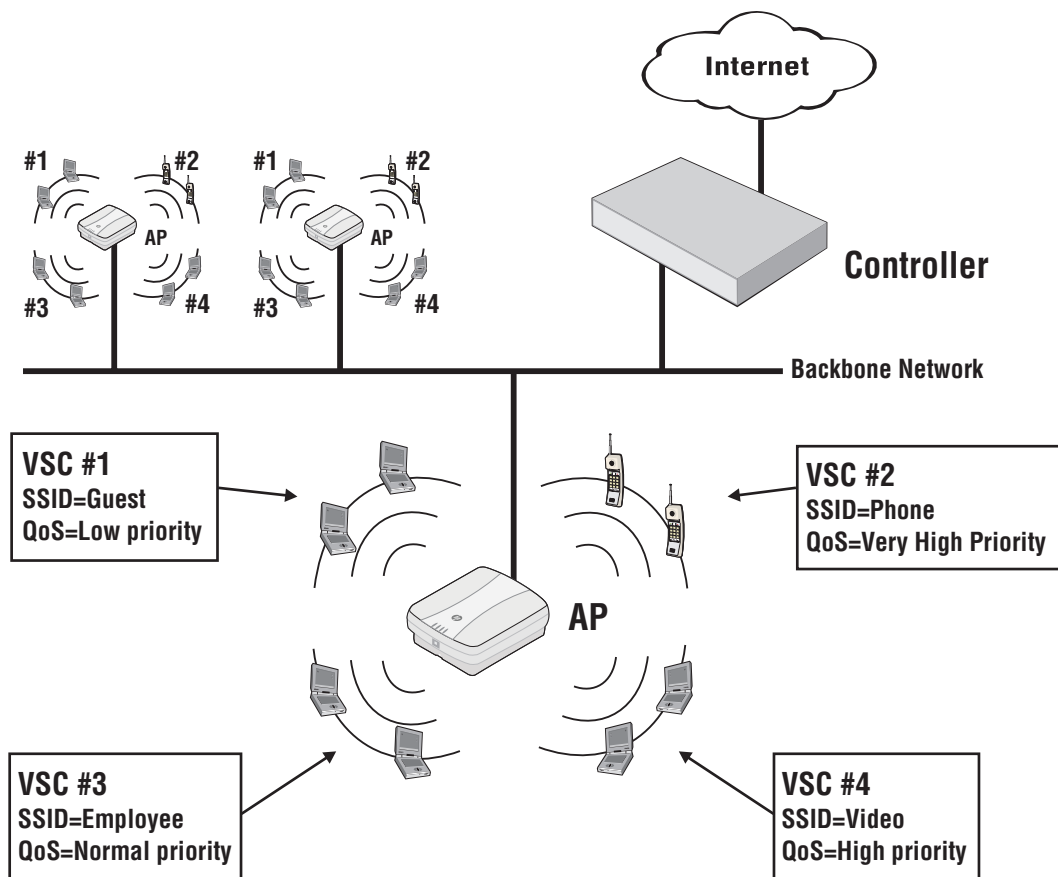 Internet
#1
#2
#1
#2
AP
AP
#3
#4
#3
#4
Controller
Backbone Network
VSC #1
SSID=Guest
QoS=Low priority
VSC #2
SSID=Phone
QoS=Very High Priority
AP
VSC #3
SSID=Employee
QoS=Normal priority
VSC #4
SSID=Video
QoS=High priority